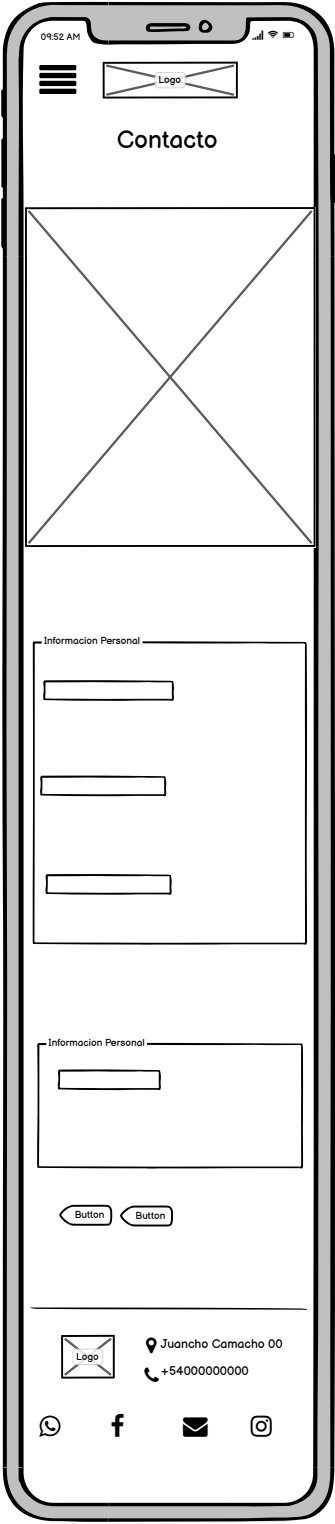 09:52 AM
Logo
Contacto
Informacion Personal
Informacion Personal
Button Button
Juancho Camacho 00
Logo
+54000000000